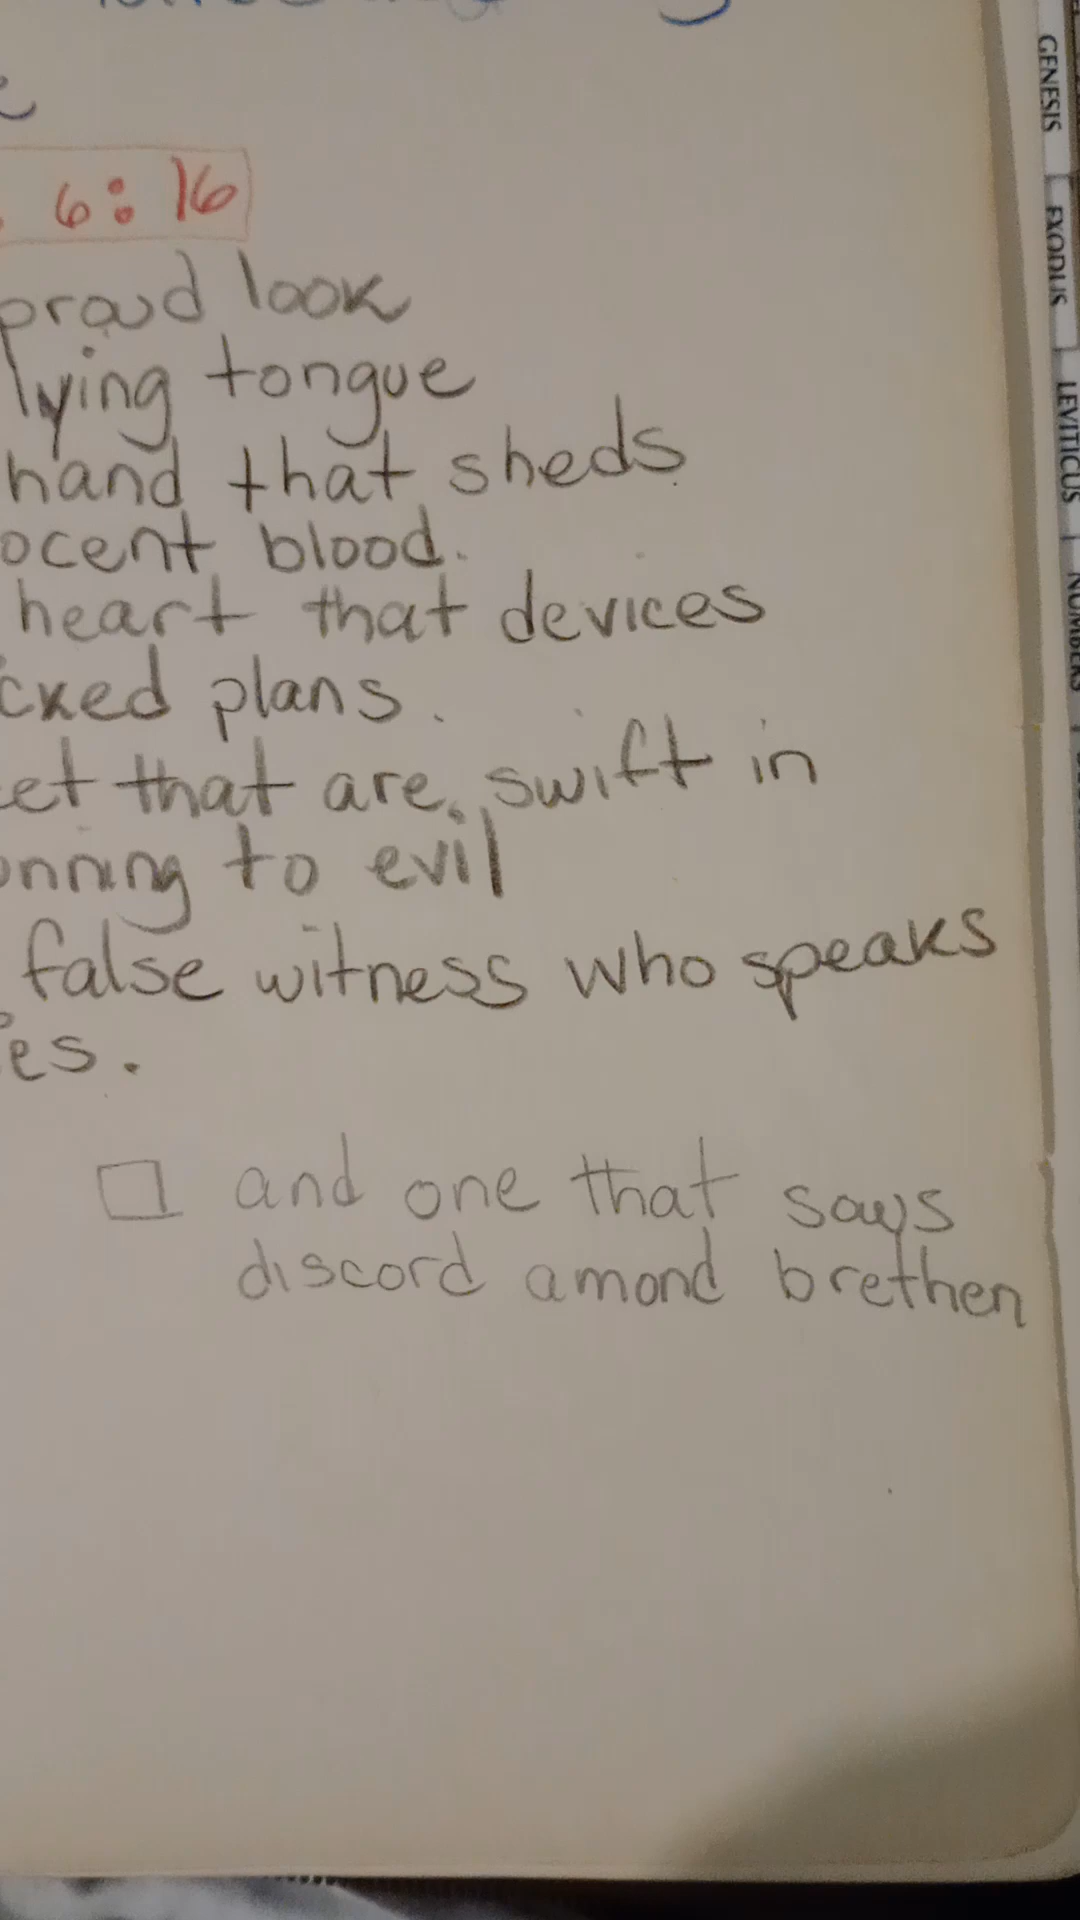 6:16
proud look
lying tongue
hand that sheds
ocent blood.
heart that devices
cked plans.
et that are swift in
nning to evil
false witness who speaks
es.
□ and one that sows
discord amond brethen
GENESIS
EXODUS
LEVITICUS
NUMBERS